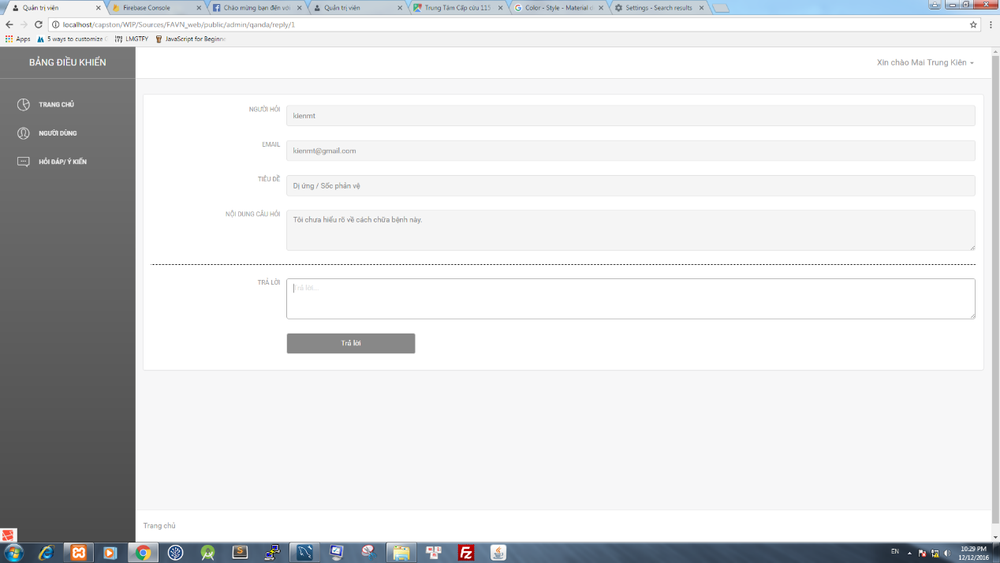 Quản trị viên
Firebase Console
Chào mừng bạn đến với
Quản trị viên
Trung Tâm Cấp cứu 115
Color - Style - Material d
Settings - Search results
localhost/capston/WIP/Sources/FAVN_web/public/admin/qanda/reply/1
Apps
5 ways to customize
LMGTFY
JavaScript for Beginne
BẢNG ĐIỀU KHIỂN
Xin chào Mai Trung Kiên
TRANG CHỦ
NGƯỜI DÙNG
HỎI ĐÁP/ Ý KIẾN
NGƯỜI HỎI
kienmt
EMAIL
kienmt@gmail.com
TIÊU ĐỀ
Dị ứng / Sốc phản vệ
NỘI DUNG CÂU HỎI
Tôi chưa hiểu rõ về cách chữa bệnh này.
TRẢ LỜI
Trả lời...
Trả lời
Trang chủ
EN
10:29 PM
12/12/2016